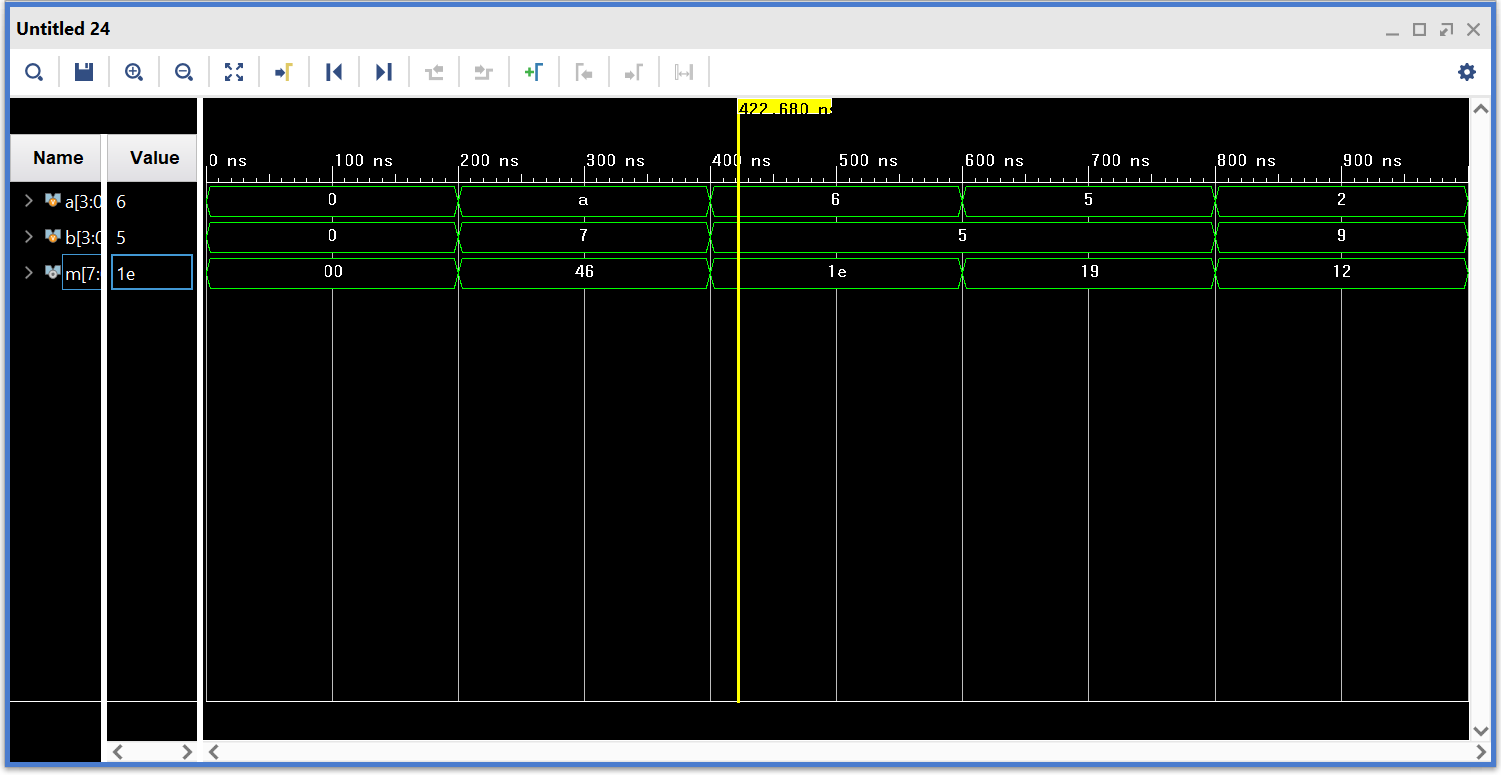 Untitled 24
422.680 ns
Name Value
0 ns 100 ns 200 ns 300 ns 400 ns 500 ns 600 ns 700 ns 800 ns 900 ns
a[3:0 6 0 a 6 5 2
b[3:0 5 0 7 5 9
m[7: 1e 00 46 1e 19 12